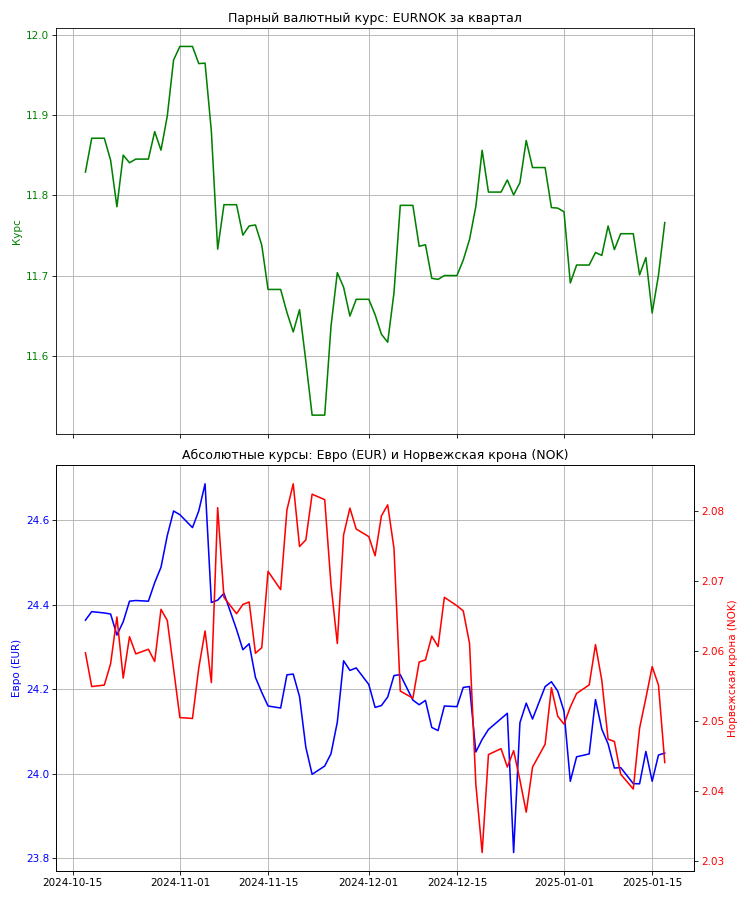 Парный валютный курс: EURNOK за квартал
12.0
11.9
11.8
11.7
11.6
Курс
Абсолютные курсы: Евро (EUR) и Норвежская крона (NOK)
24.6
24.4
24.2
24.0
23.8
Евро (EUR)
2.08
2.07
2.06
2.05
2.04
2.03
Норвежская крона (NOK)
2024-10-15 2024-11-01 2024-11-15 2024-12-01 2024-12-15 2025-01-01 2025-01-15